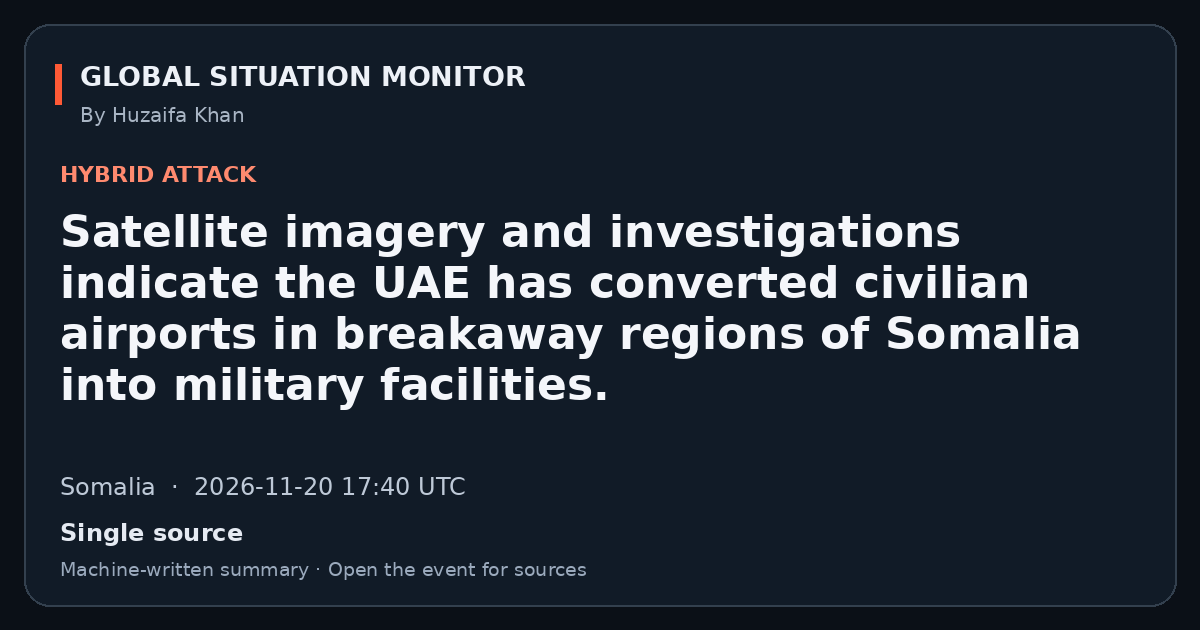 GLOBAL SITUATION MONITOR
By Huzaifa Khan
HYBRID ATTACK
Satellite imagery and investigations
indicate the UAE has converted civilian
airports in breakaway regions of Somalia
into military facilities.
Somalia · 2026-11-20 17:40 UTC
Single source
Machine-written summary · Open the event for sources